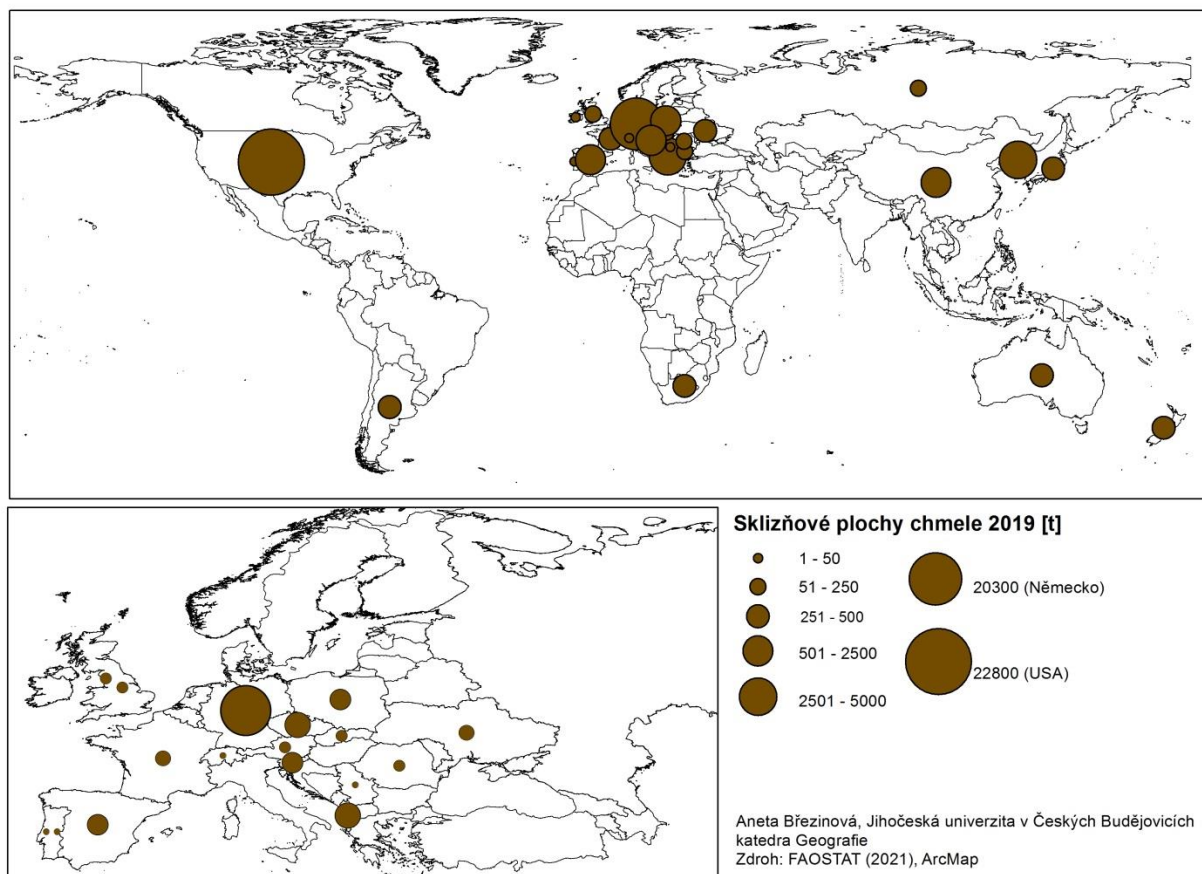 Sklizňové plochy chmele 2019 [t]
1 - 50
51 - 250
251 - 500
501 - 2500
2501 - 5000
20300 (Německo)
22800 (USA)
Aneta Březinová, Jihočeská univerzita v Českých Budějovicích
katedra Geografie
Zdroh: FAOSTAT (2021), ArcMap